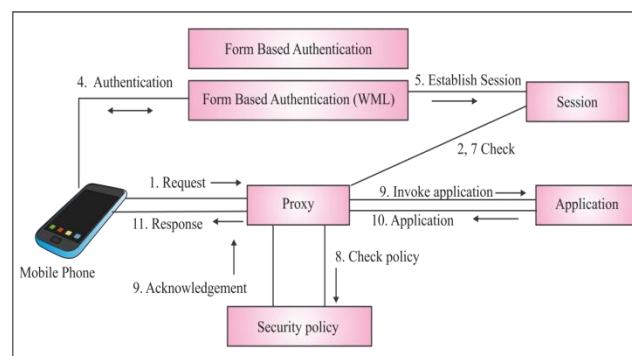 Form Based Authentication
4. Authentication
Form Based Authentication (WML)
5. Establish Session
Session
2, 7 Check
1. Request
Proxy
9. Invoke application
Application
11. Response
10. Application
Mobile Phone
9. Acknowledgement
8. Check policy
Security policy